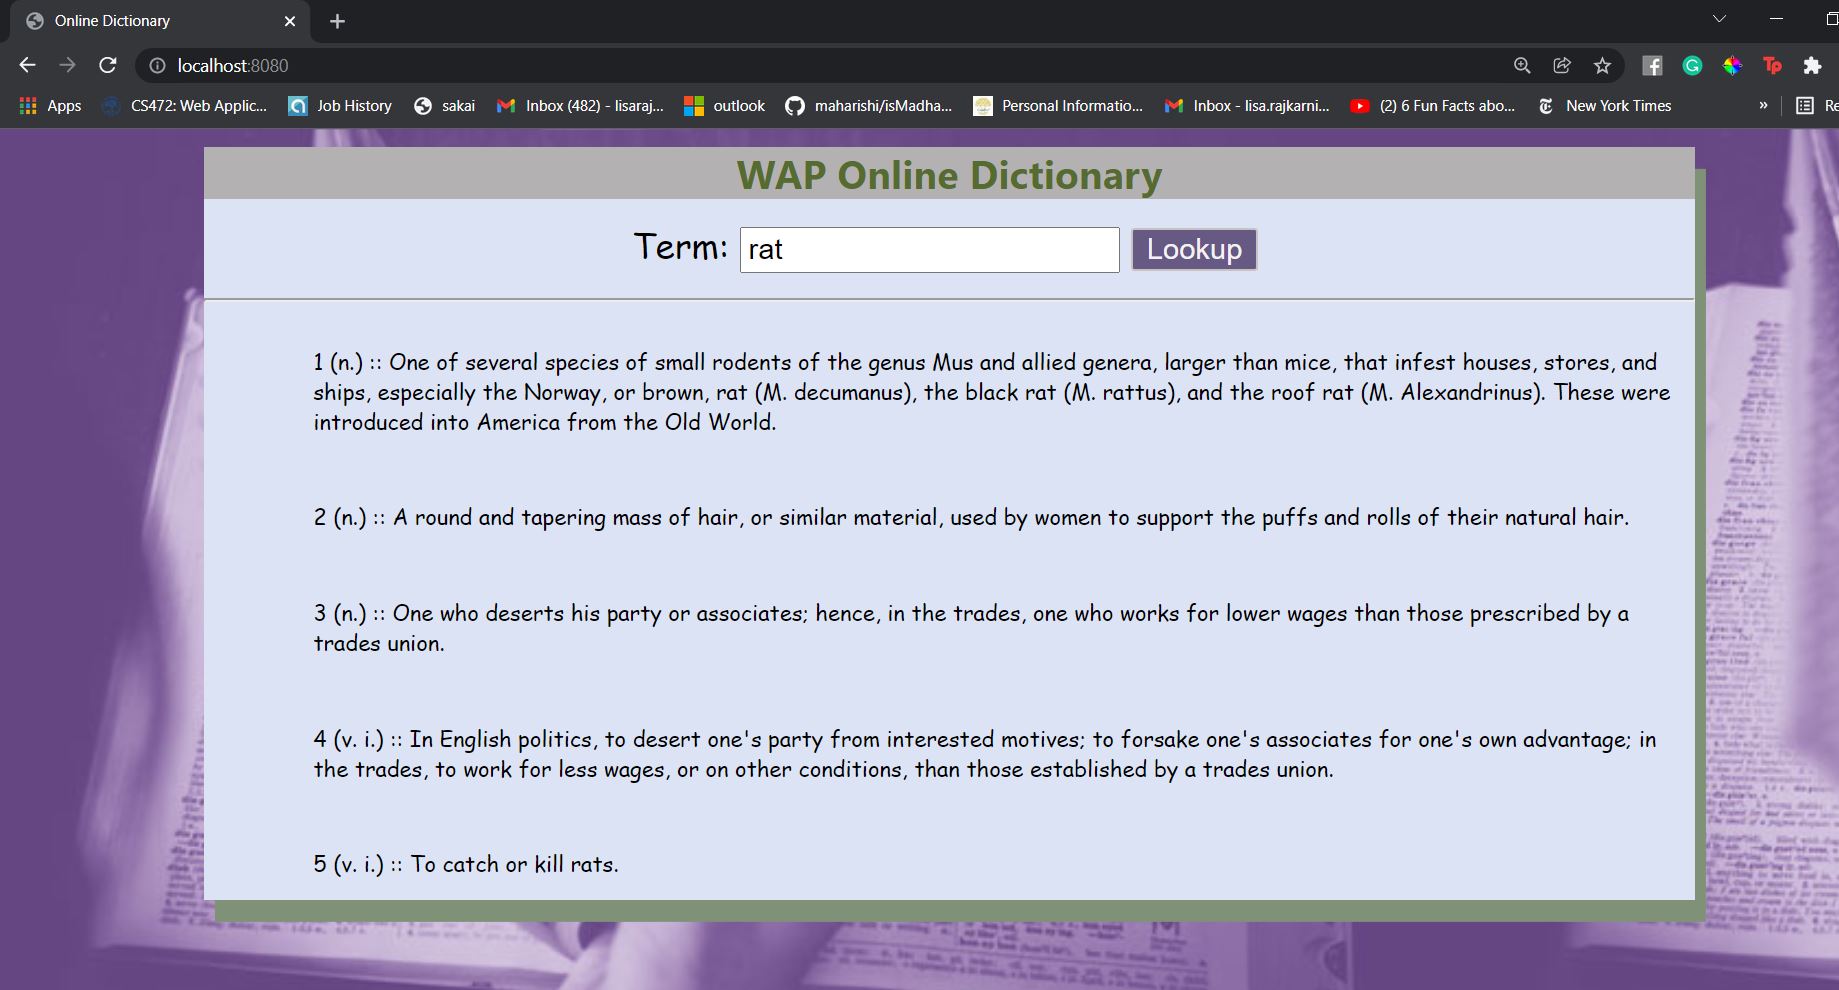 Online Dictionary
localhost:8080
Apps
CS472: Web Applic...
Job History
sakai
Inbox (482) - lisaraj...
outlook
maharishi/isMadha...
Personal Informatio...
Inbox - lisa.rajkarni...
(2) 6 Fun Facts abo...
New York Times
»
Re
WAP Online Dictionary
Term: rat Lookup
1 (n.) :: One of several species of small rodents of the genus Mus and allied genera, larger than mice, that infest houses, stores, and
ships, especially the Norway, or brown, rat (M. decumanus), the black rat (M. rattus), and the roof rat (M. Alexandrinus). These were
introduced into America from the Old World.
2 (n.) :: A round and tapering mass of hair, or similar material, used by women to support the puffs and rolls of their natural hair.
3 (n.) :: One who deserts his party or associates; hence, in the trades, one who works for lower wages than those prescribed by a
trades union.
4 (v. i.) :: In English politics, to desert one's party from interested motives; to forsake one's associates for one's own advantage; in
the trades, to work for less wages, or on other conditions, than those established by a trades union.
5 (v. i.) :: To catch or kill rats.